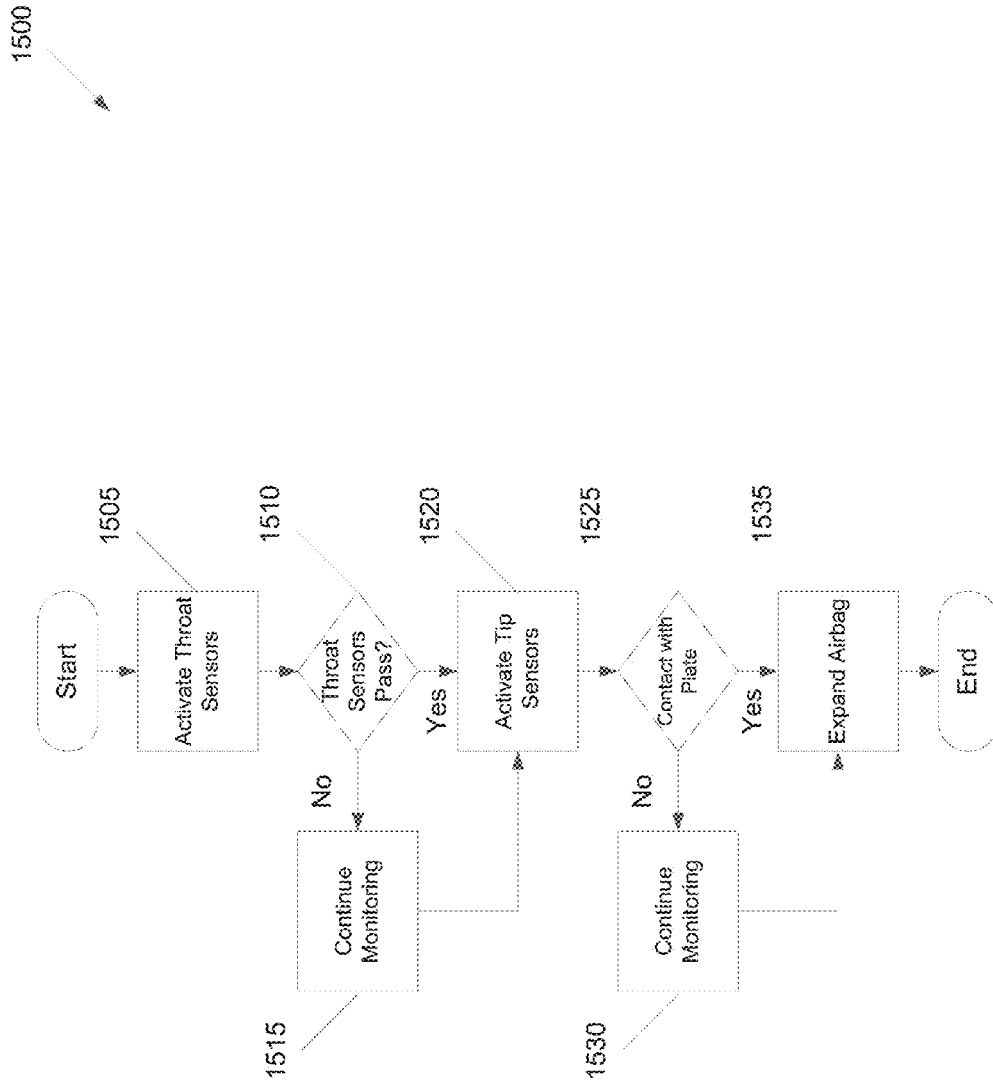 1500
Start
1505
Activate Throat
Sensors
1510
Throat
Sensors
Pass?
No
Yes
1515
Continue
Monitoring
1520
Activate Tip
Sensors
1525
Contact with
Plate
No
Yes
1530
Continue
Monitoring
1535
Expand Airbag
End